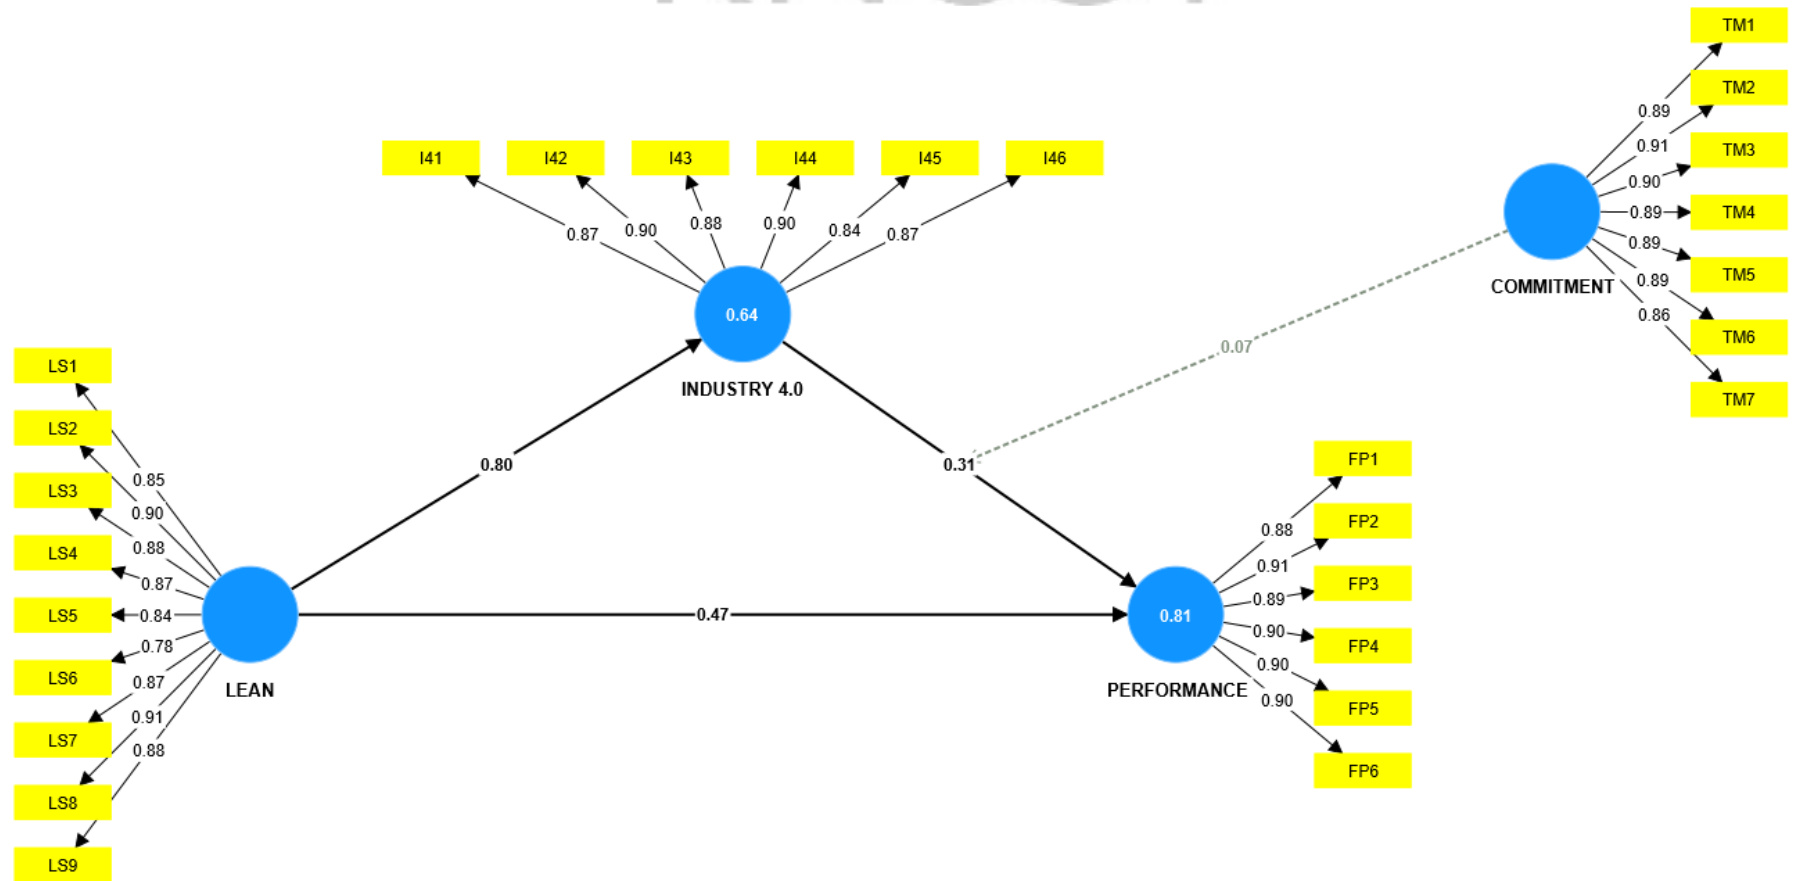 TM1
TM2
TM3
TM4
TM5
TM6
TM7
0.89
0.91
0.90
0.89
0.89
0.89
0.86
COMMITMENT
I41
I42
I43
I44
I45
I46
0.87
0.90
0.88
0.90
0.84
0.87
0.64
INDUSTRY 4.0
0.07
LS1
LS2
LS3
LS4
LS5
LS6
LS7
LS8
LS9
0.85
0.90
0.88
0.87
0.84
0.78
0.87
0.91
0.88
LEAN
0.80
0.31
0.47
0.81
PERFORMANCE
FP1
FP2
FP3
FP4
FP5
FP6
0.88
0.91
0.89
0.90
0.90
0.90